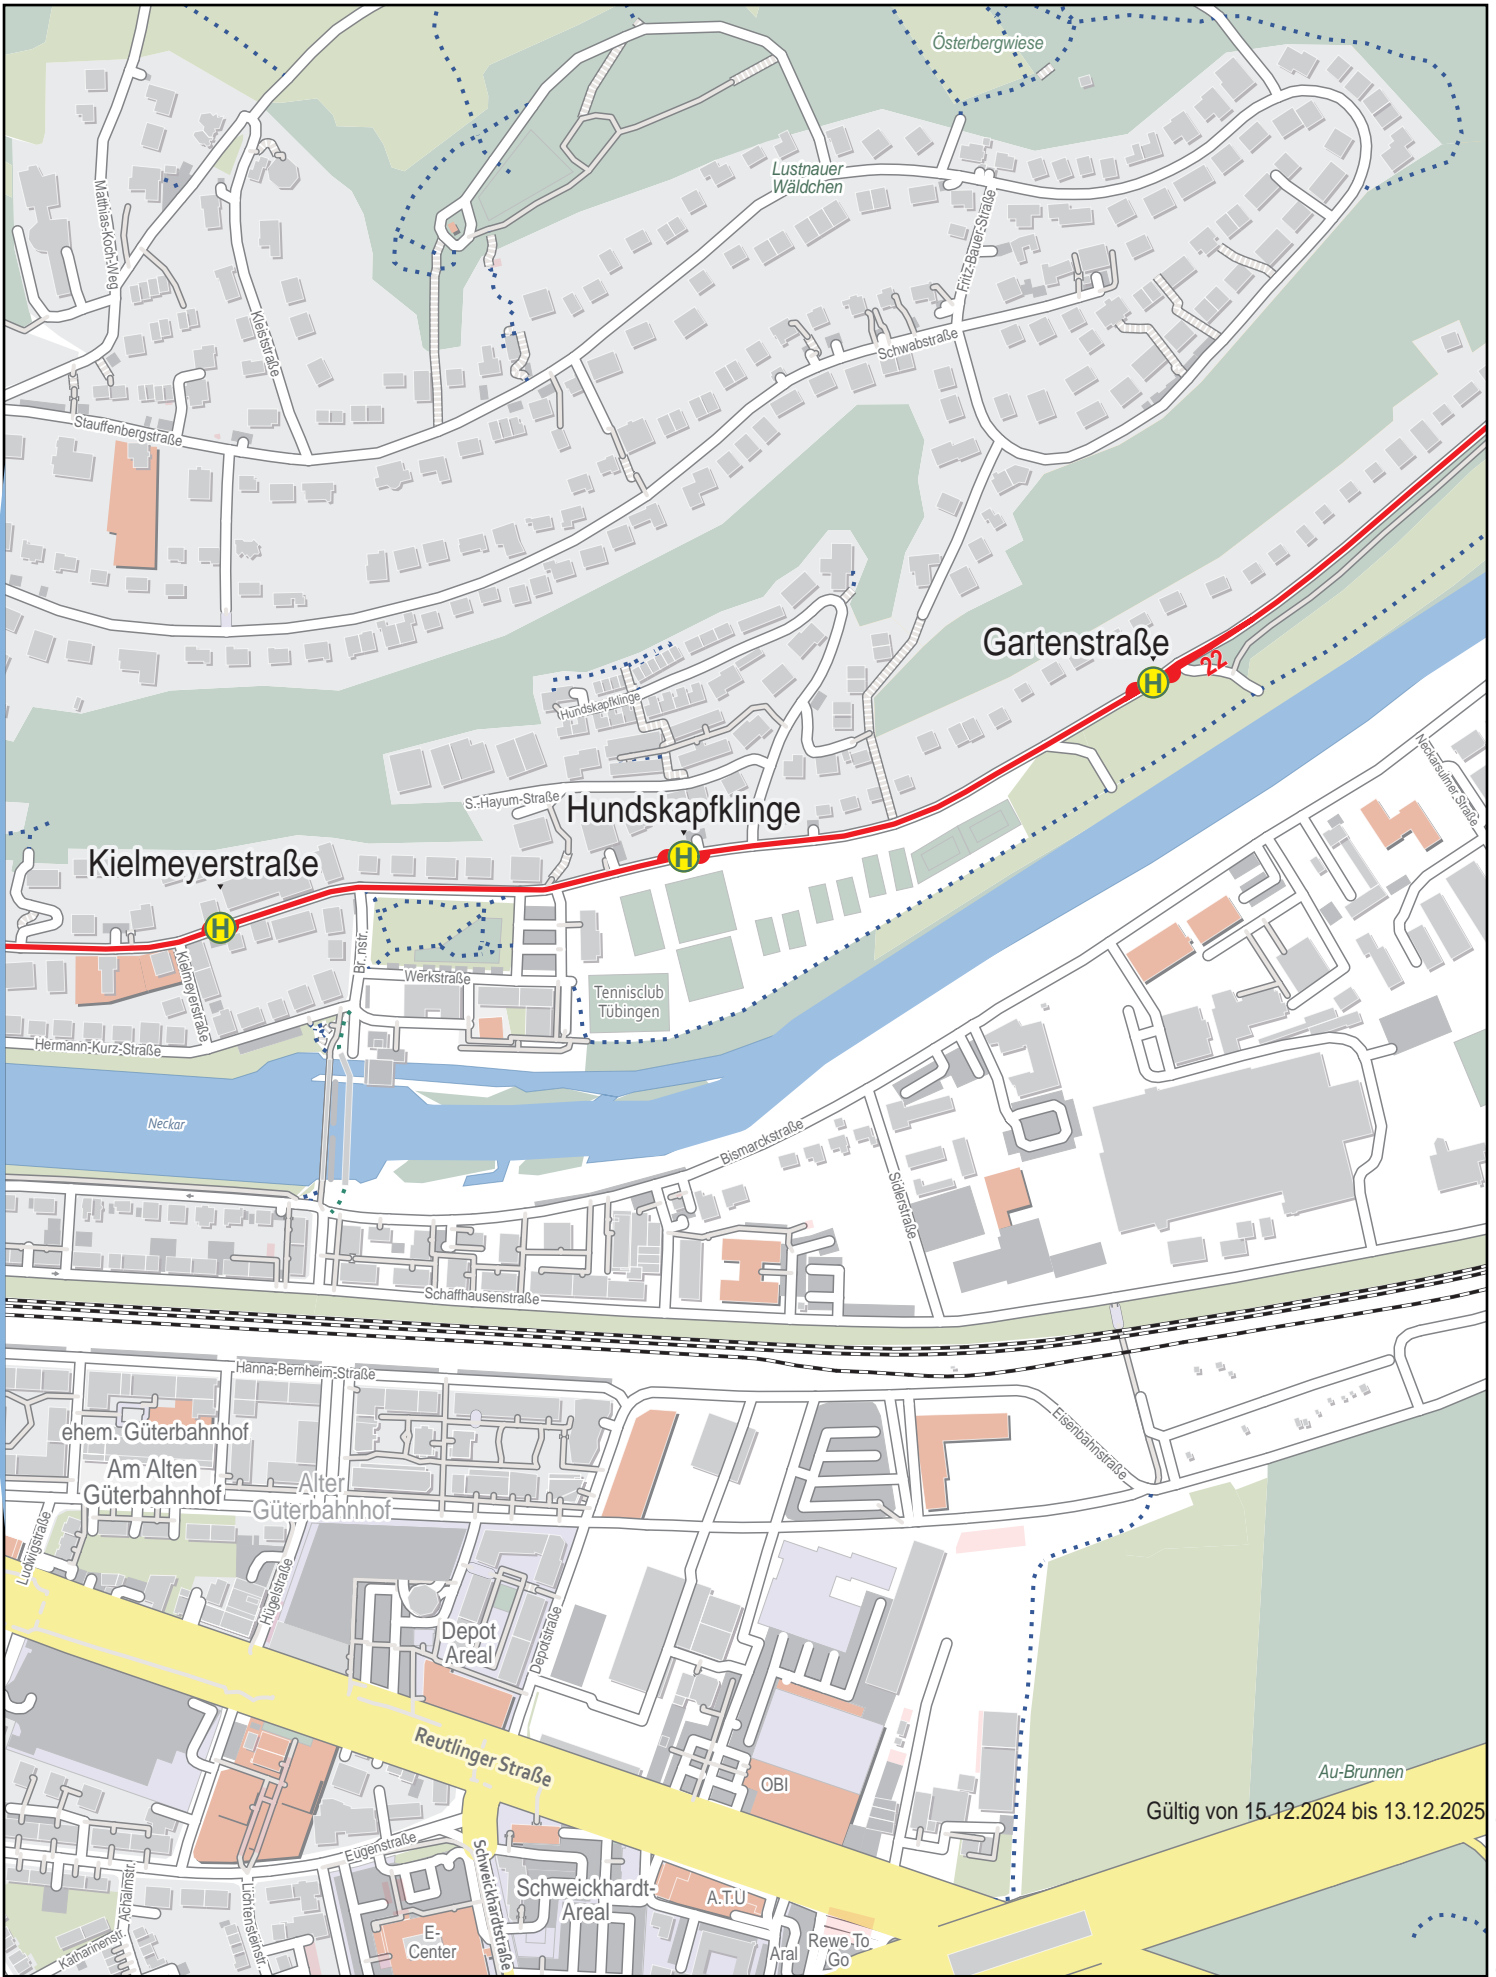 Österbergwiese
Lustnauer
Wäldchen
Matthias-Koch-Weg
Fritz-Bauer-Straße
Kleiststraße
Schwabstraße
Stauffenbergstraße
Gartenstraße
22
Hundskapfklinge
Neckarsulmer Straße
S.-Hayum-Straße
Hundskapfklinge
H
H
Kielmeyerstraße
H
Br.nstr.
Kielmeyerstraße
Werkstraße
Tennisclub
Tübingen
Hermann-Kurz-Straße
Neckar
Bismarckstraße
Sidlerstraße
Schaffhausenstraße
Hanna-Bernheim-Straße
Eisenbahnstraße
ehem. Güterbahnhof
Am Alten
Güterbahnhof
Alter
Güterbahnhof
Ludwigstraße
Hügelstraße
Depot
Areal
Depotstraße
Reutlinger Straße
OBI
Au-Brunnen
Gültig von 15.12.2024 bis 13.12.2025
Eugenstraße
Schweickhardtstraße
Schweickhardt-
Areal
A.T.U
Achalmstr.
Lichtensteinstr.
Katharinenstr.
E-
Center
Aral
Rewe To
Go